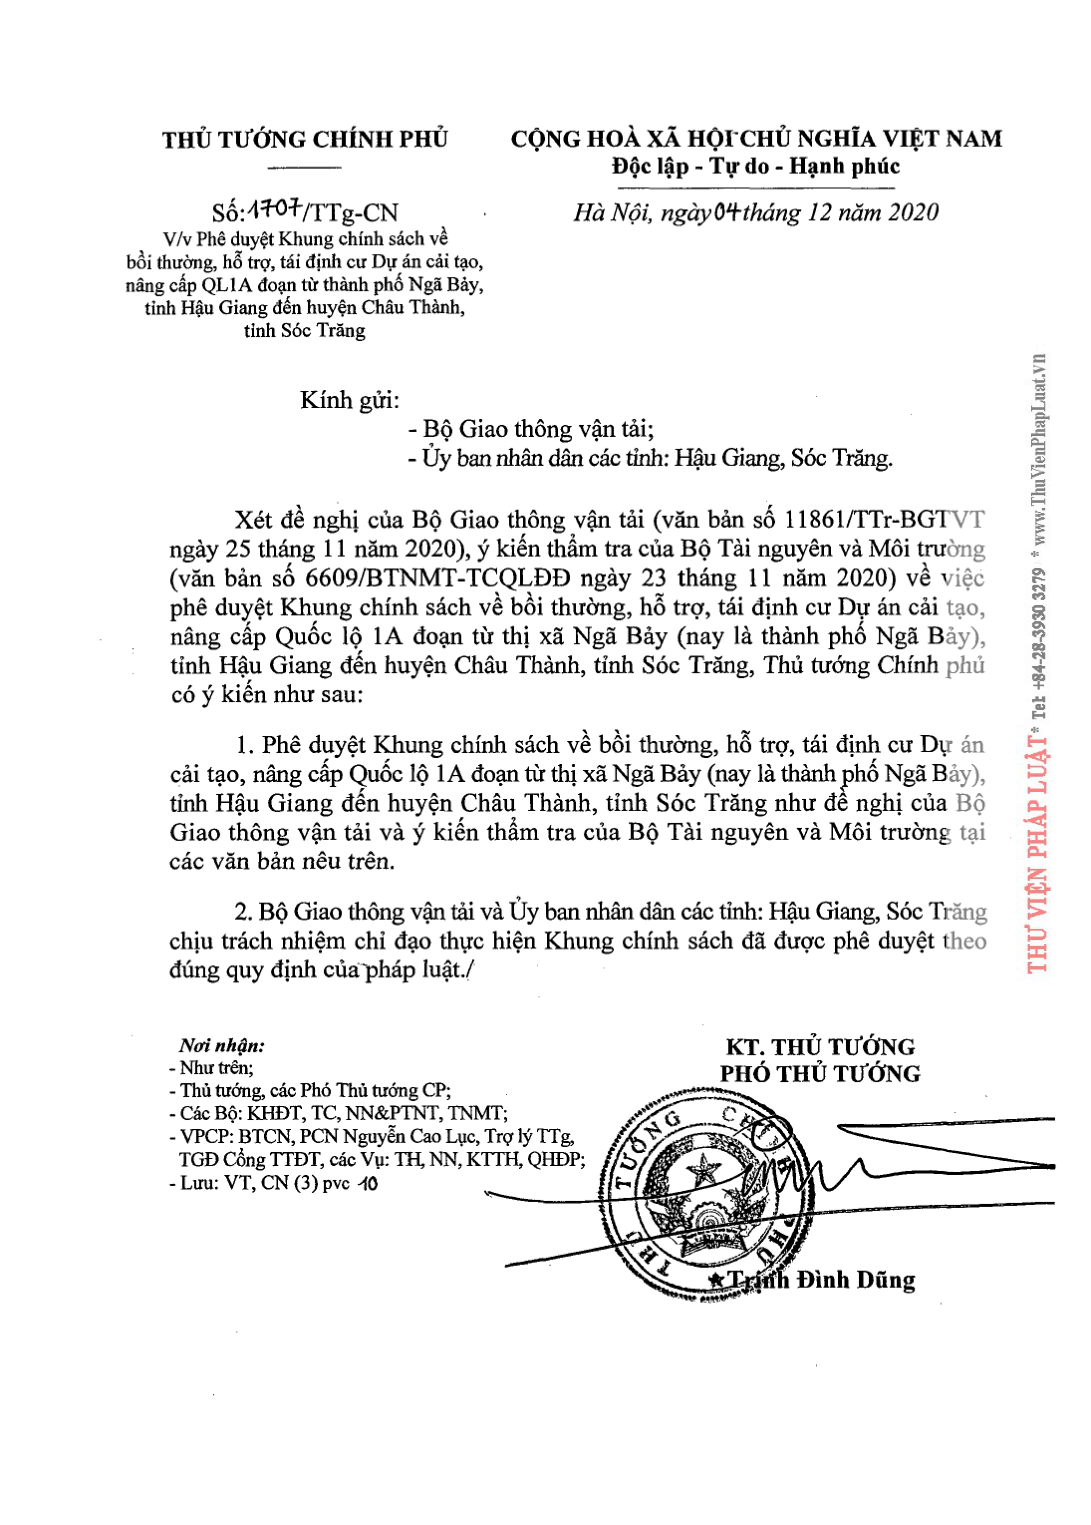 THỦ TƯỚNG CHÍNH PHỦ
CỘNG HOÀ XÃ HỘI CHỦ NGHĨA VIỆT NAM
Độc lập - Tự do - Hạnh phúc
Số:1707/TTg-CN
Hà Nội, ngày 04 tháng 12 năm 2020
V/v Phê duyệt Khung chính sách về
bồi thường, hỗ trợ, tái định cư Dự án cải tạo,
nâng cấp QL1A đoạn từ thành phố Ngã Bảy,
tỉnh Hậu Giang đến huyện Châu Thành,
tỉnh Sóc Trăng
Kính gửi:
- Bộ Giao thông vận tải;
- Ủy ban nhân dân các tỉnh: Hậu Giang, Sóc Trăng.
Xét đề nghị của Bộ Giao thông vận tải (văn bản số 11861/TTr-BGTVT
ngày 25 tháng 11 năm 2020), ý kiến thẩm tra của Bộ Tài nguyên và Môi trường
(văn bản số 6609/BTNMT-TCQLĐĐ ngày 23 tháng 11 năm 2020) về việc
phê duyệt Khung chính sách về bồi thường, hỗ trợ, tái định cư Dự án cải tạo,
nâng cấp Quốc lộ 1A đoạn từ thị xã Ngã Bảy (nay là thành phố Ngã Bảy),
tỉnh Hậu Giang đến huyện Châu Thành, tỉnh Sóc Trăng, Thủ tướng Chính phủ
có ý kiến như sau:
1. Phê duyệt Khung chính sách về bồi thường, hỗ trợ, tái định cư Dự án
cải tạo, nâng cấp Quốc lộ 1A đoạn từ thị xã Ngã Bảy (nay là thành phố Ngã Bảy),
tỉnh Hậu Giang đến huyện Châu Thành, tỉnh Sóc Trăng như đề nghị của Bộ
Giao thông vận tải và ý kiến thẩm tra của Bộ Tài nguyên và Môi trường tại
các văn bản nêu trên.
2. Bộ Giao thông vận tải và Ủy ban nhân dân các tỉnh: Hậu Giang, Sóc Trăng
chịu trách nhiệm chỉ đạo thực hiện Khung chính sách đã được phê duyệt theo
đúng quy định của pháp luật./
Nơi nhận:
- Như trên;
- Thủ tướng, các Phó Thủ tướng CP;
- Các Bộ: KHĐT, TC, NN&PTNT, TNMT;
- VPCP: BTCN, PCN Nguyễn Cao Lục, Trợ lý TTg,
TGĐ Cổng TTĐT, các Vụ: TH, NN, KTTH, QHĐP;
- Lưu: VT, CN (3) pvc 10
KT. THỦ TƯỚNG
PHÓ THỦ TƯỚNG
THỦ TƯỚNG CHÍNH PHỦ
Trịnh Đình Dũng
THƯ VIỆN PHÁP LUẬT * Tel: +84-28-3930 3279 * www.ThuVienPhapLuat.vn